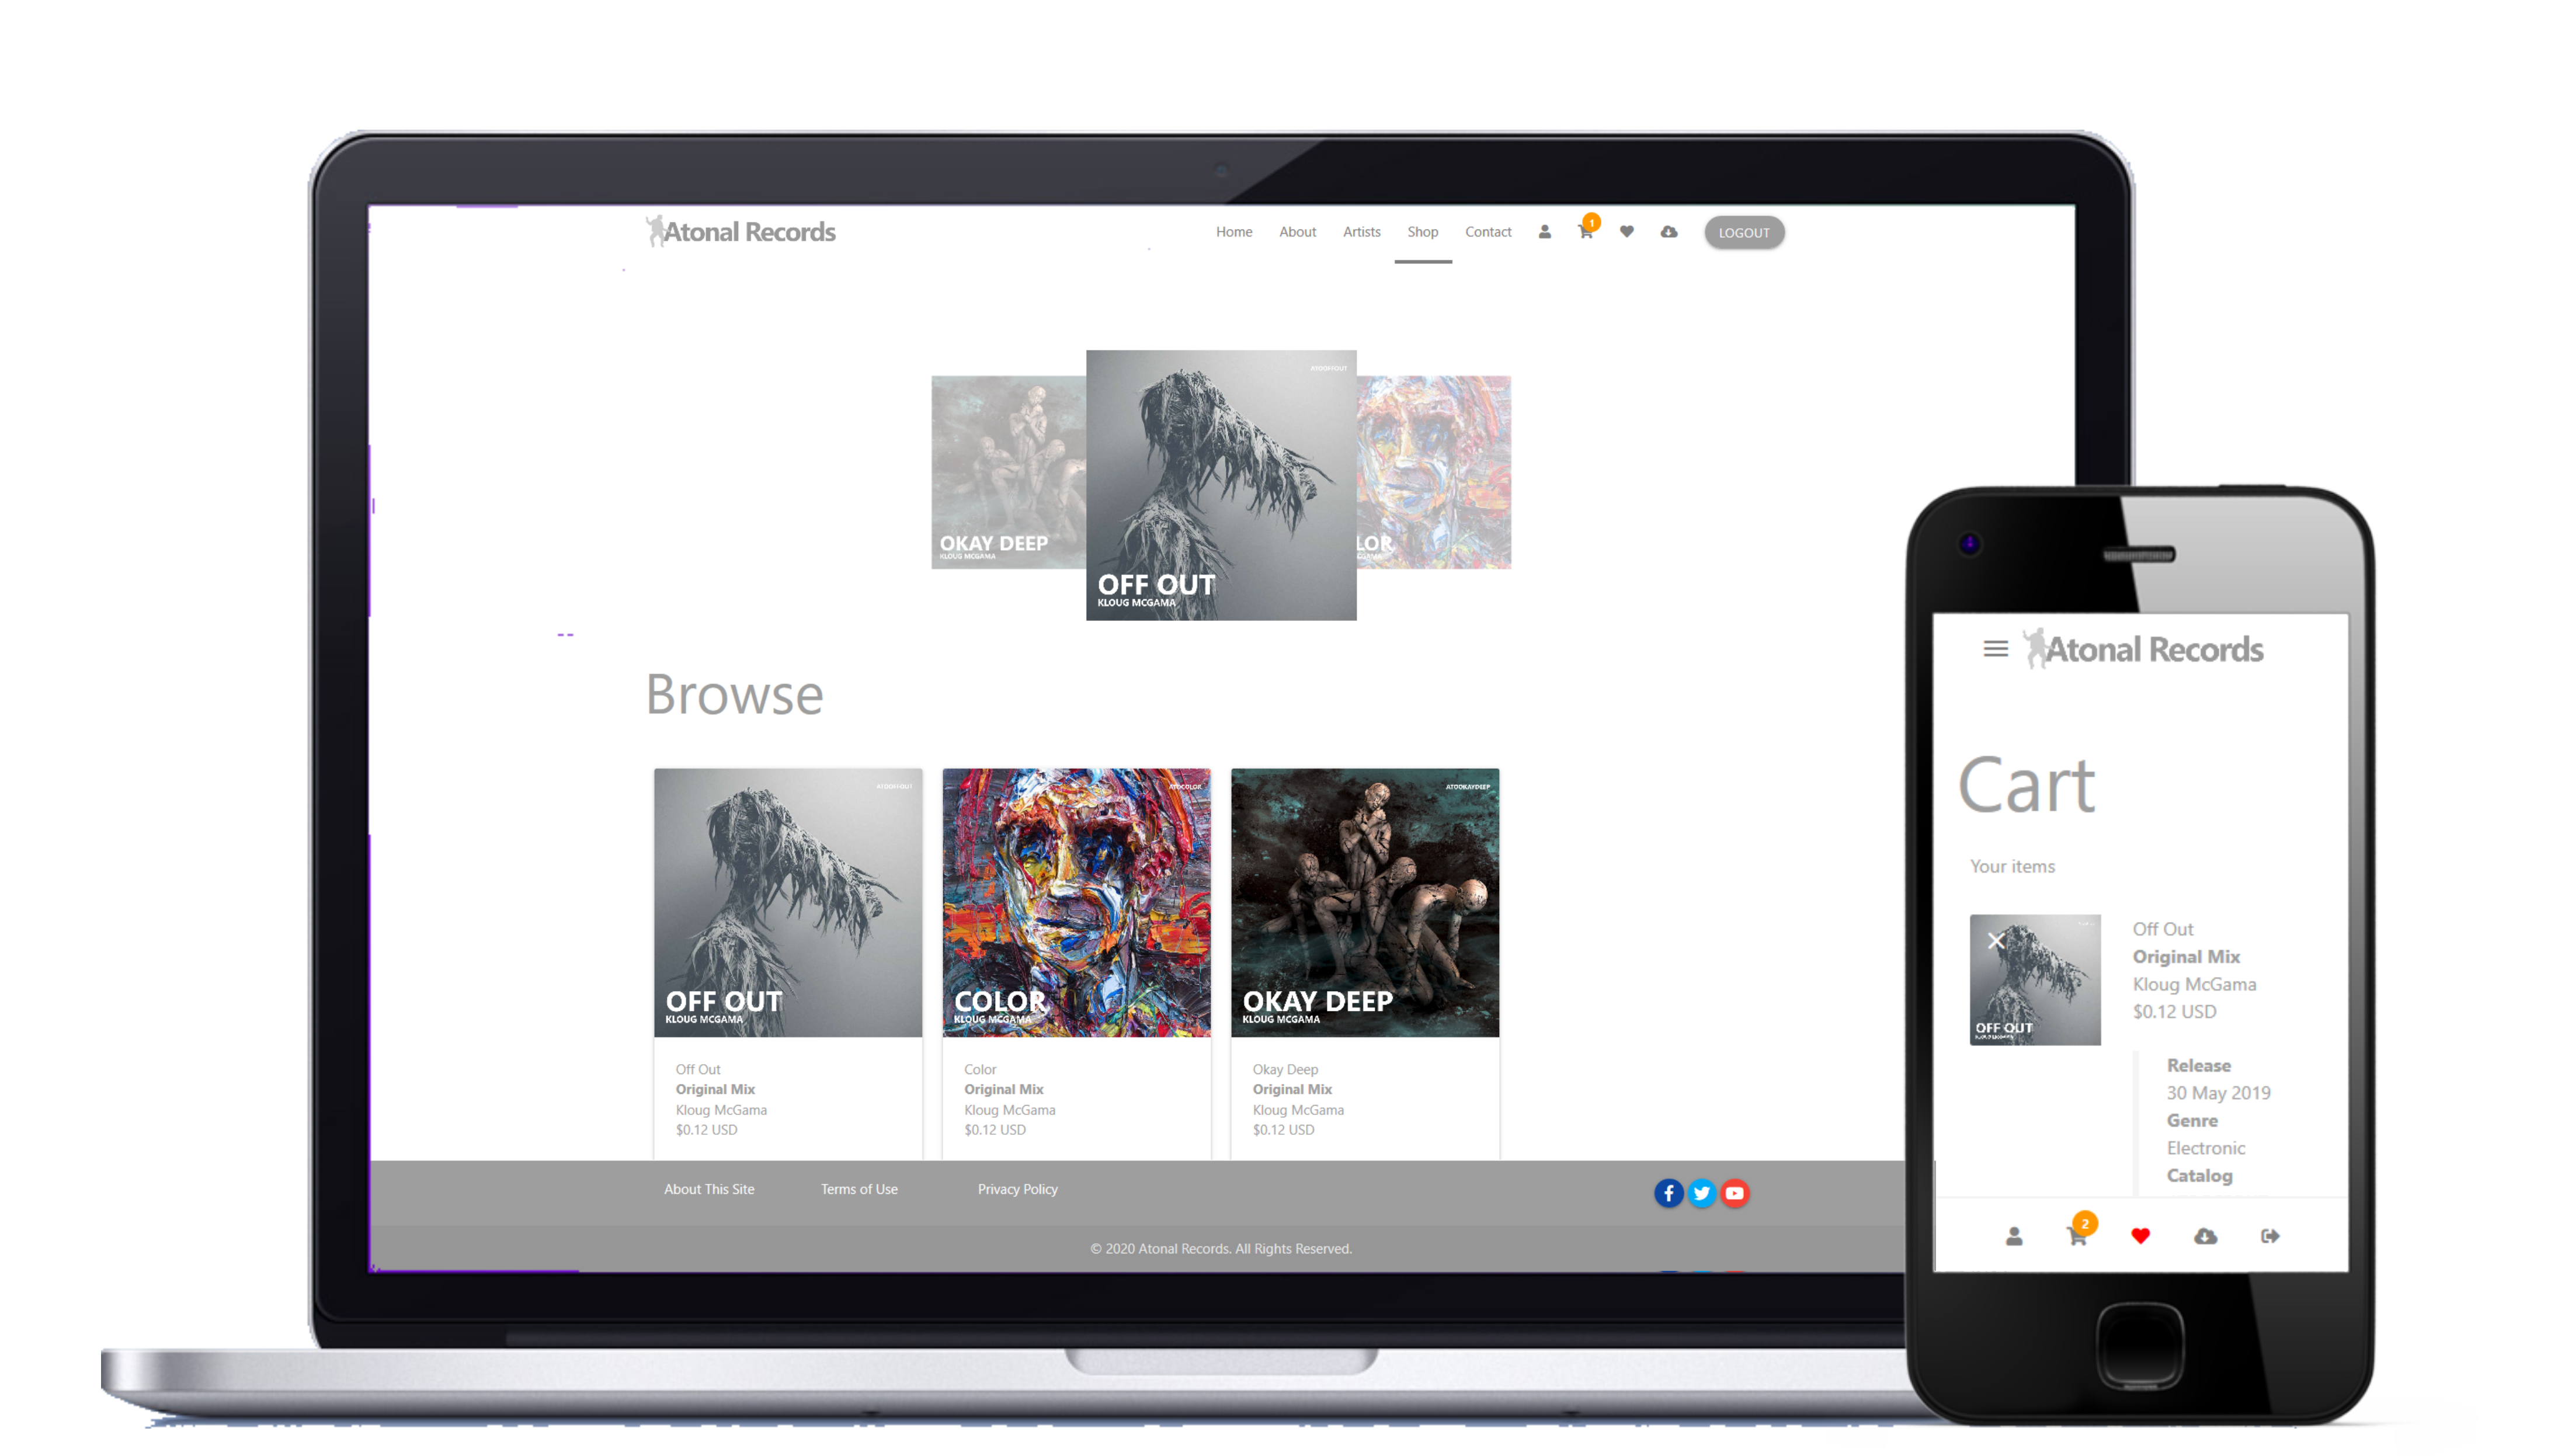 Atonal Records
Home About Artists Shop Contact 1 LOGOUT
ATOOFFOUT
OKAY DEEP
KLOUG MCGAMA
OFF OUT
KLOUG MCGAMA
LOR
Browse
ATOOFFOUT
OFF OUT
KLOUG MCGAMA
Off Out
Original Mix
Kloug McGama
$0.12 USD
ATOCOLOR
COLOR
KLOUG MCGAMA
Color
Original Mix
Kloug McGama
$0.12 USD
ATOOKAYDEEP
OKAY DEEP
KLOUG MCGAMA
Okay Deep
Original Mix
Kloug McGama
$0.12 USD
About This Site Terms of Use Privacy Policy
© 2020 Atonal Records. All Rights Reserved.
Atonal Records
Cart
Your items
OFF OUT
Off Out
Original Mix
Kloug McGama
$0.12 USD
Release
30 May 2019
Genre
Electronic
Catalog
2